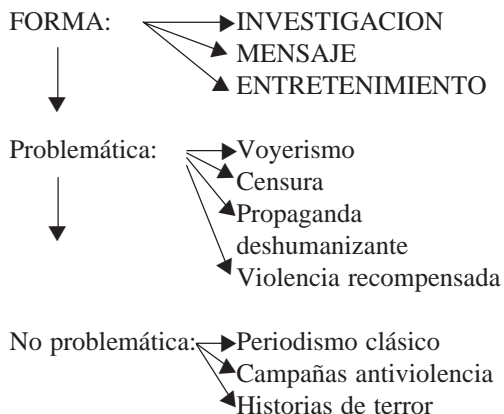 FORMA: INVESTIGACION
MENSAJE
ENTRETENIMIENTO
Problemática: Voyerismo
Censura
Propaganda
deshumanizante
Violencia recompensada
No problemática: Periodismo clásico
Campañas antiviolencia
Historias de terror